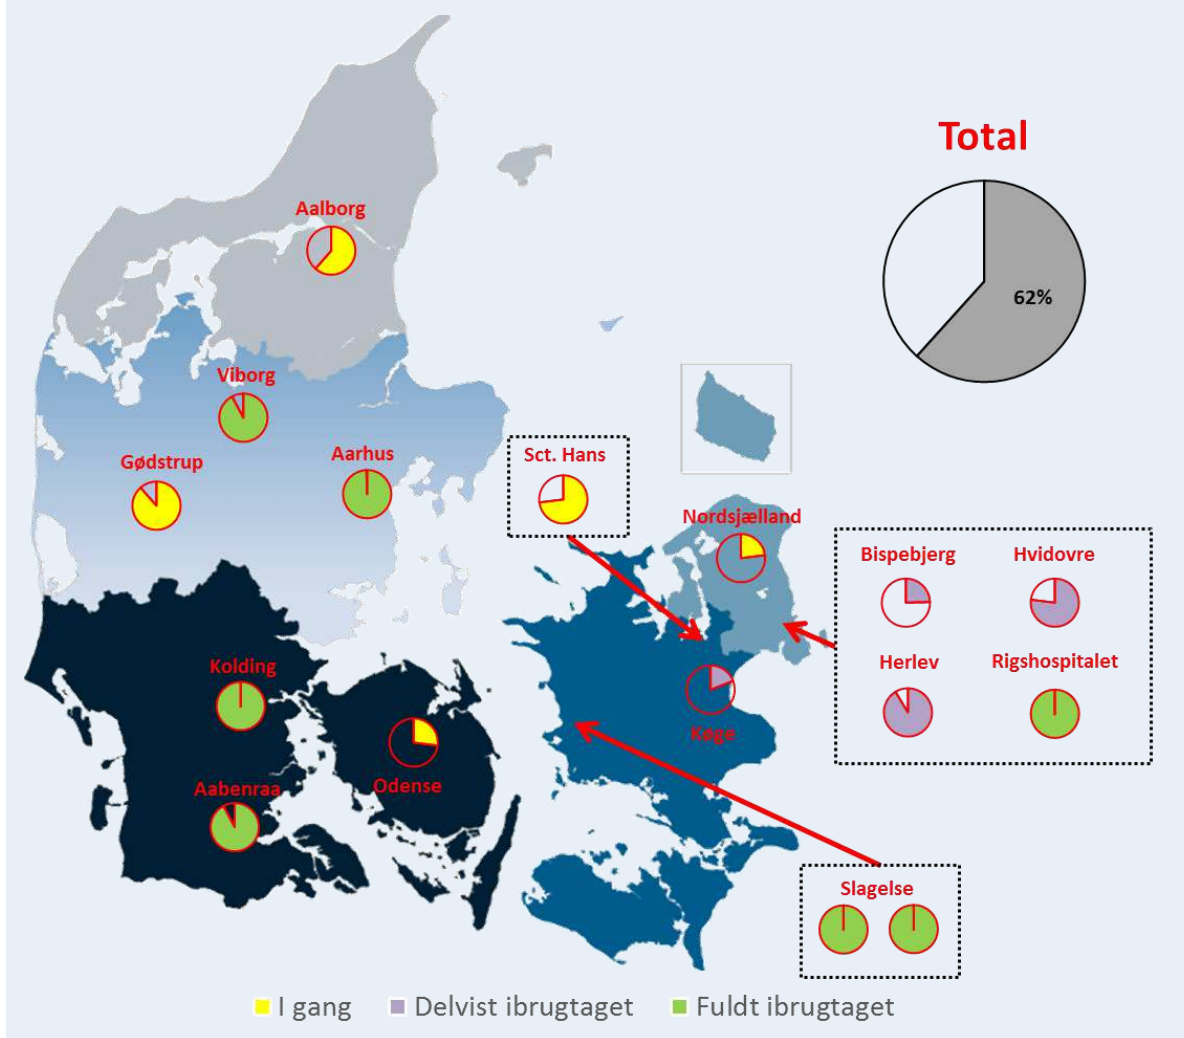 Total
62%
Aalborg
Viborg
Gødstrup
Aarhus
Sct. Hans
Nordsjælland
Bispebjerg
Hvidovre
Herlev
Rigshospitalet
Kolding
Køge
Odense
Aabenraa
Slagelse
I gang
Delvist ibrugtaget
Fuldt ibrugtaget